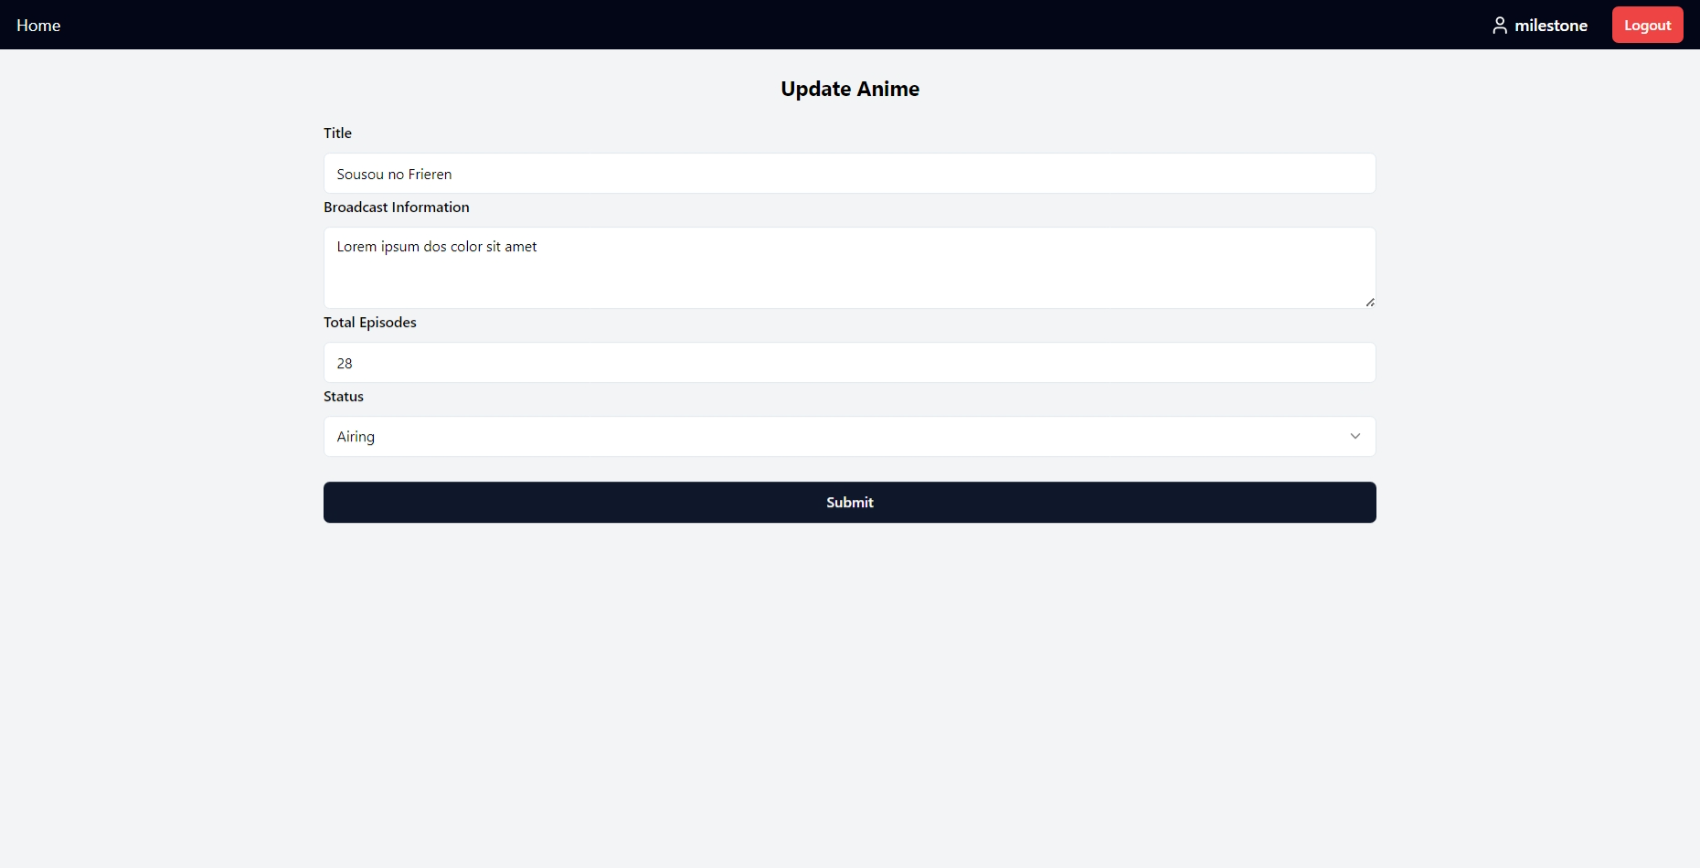 Home
milestone
Logout
Update Anime
Title
Sousou no Frieren
Broadcast Information
Lorem ipsum dos color sit amet
Total Episodes
28
Status
Airing
Submit